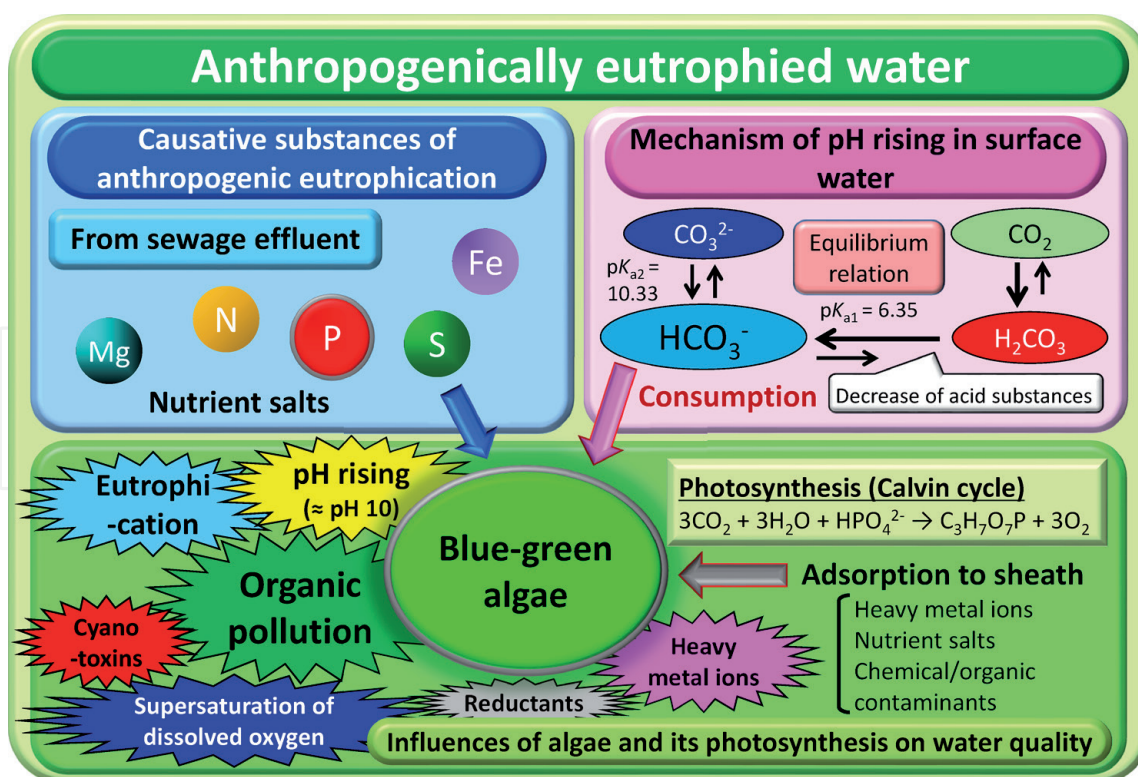 Anthropogenically eutrophied water
Causative substances of
anthropogenic eutrophication
From sewage effluent
Fe
N
P
S
Mg
Nutrient salts
Mechanism of pH rising in surface
water
CO₃²⁻
Equilibrium
relation
CO₂
pKₐ₂ =
10.33
pKₐ₁ = 6.35
HCO₃⁻
H₂CO₃
Consumption
Decrease of acid substances
Eutrophi
-cation
pH rising
(≈ pH 10)
Organic
pollution
Cyano
-toxins
Supersaturation of
dissolved oxygen
Blue-green
algae
Reductants
Heavy
metal ions
Photosynthesis (Calvin cycle)
3CO₂ + 3H₂O + HPO₄²⁻ → C₃H₇O₇P + 3O₂
Adsorption to sheath
Heavy metal ions
Nutrient salts
Chemical/organic
contaminants
Influences of algae and its photosynthesis on water quality